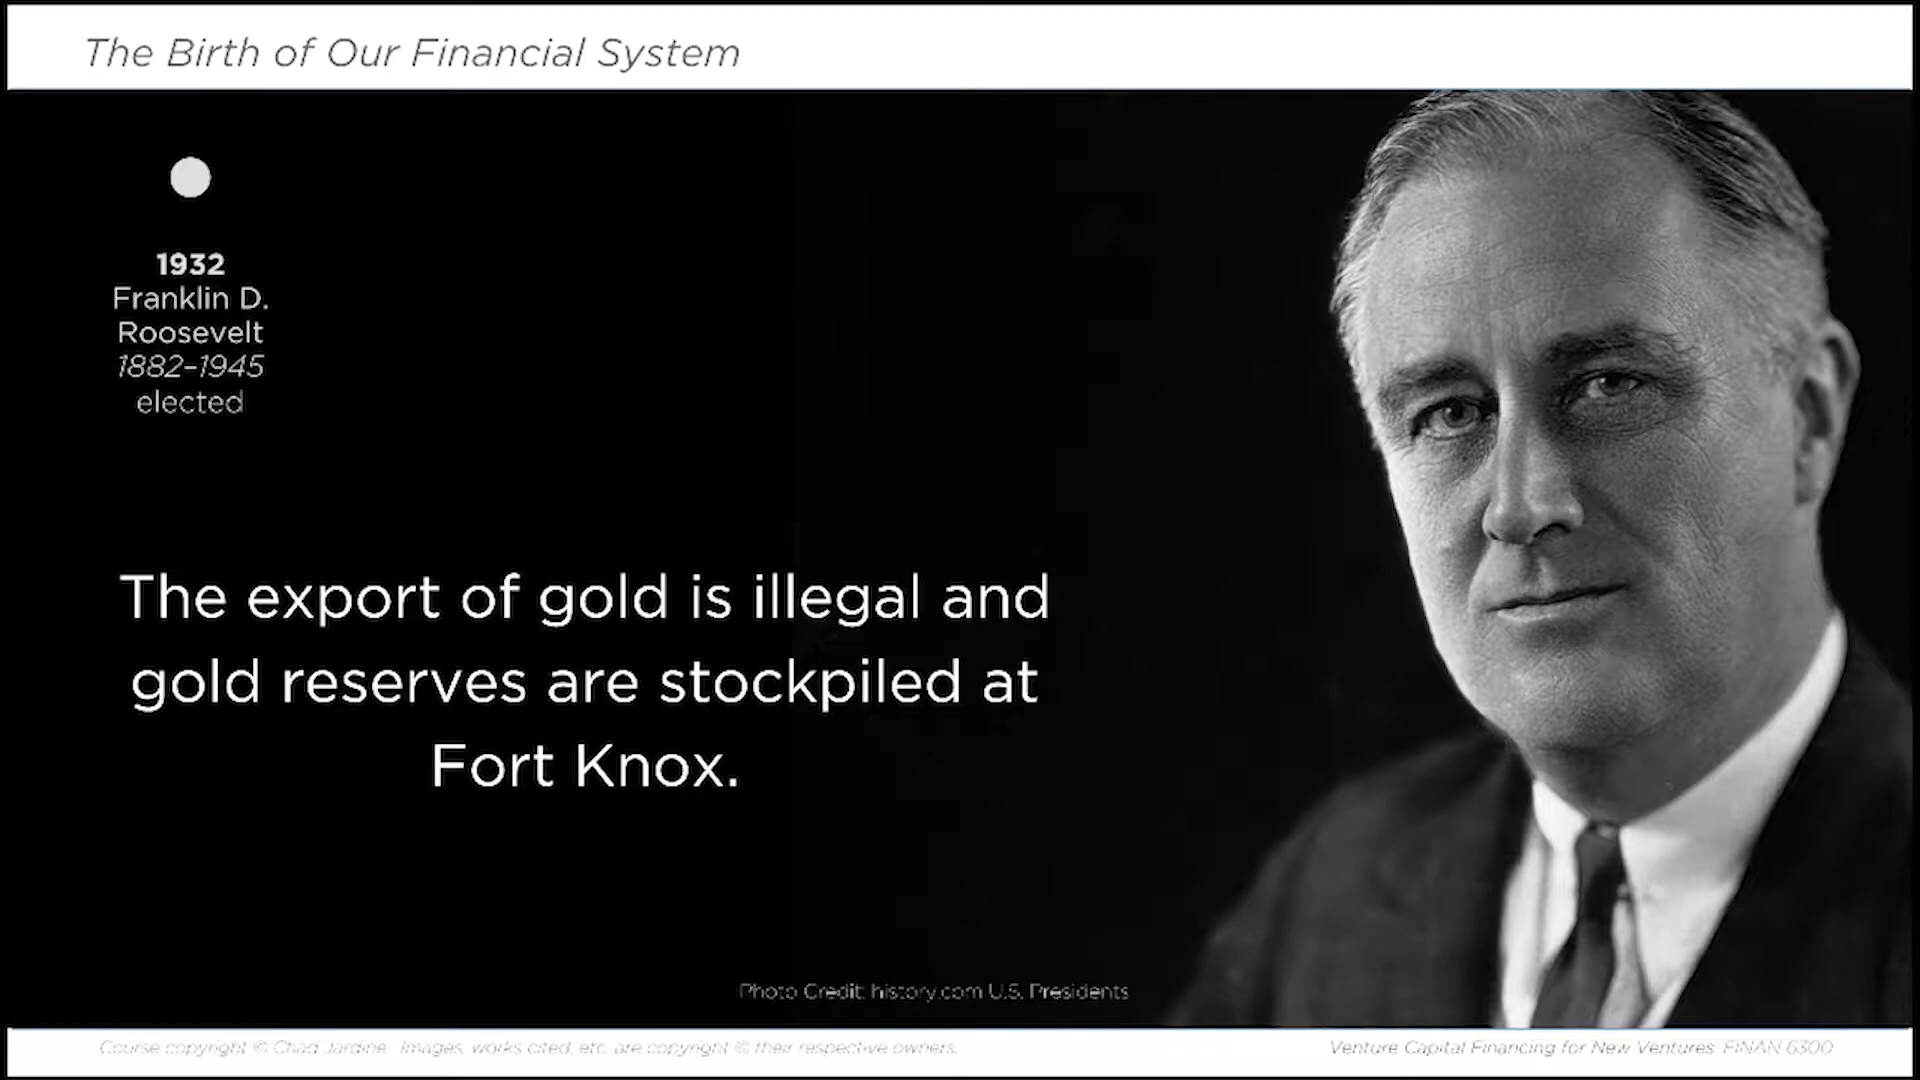 The Birth of Our Financial System
1932
Franklin D.
Roosevelt
1882–1945
elected
The export of gold is illegal and
gold reserves are stockpiled at
Fort Knox.
Photo Credit: history.com U.S. Presidents
Course copyright © Chad Jardine. Images, works cited, etc. are copyright © their respective owners.
Venture Capital Financing for New Ventures: FINAN 6300